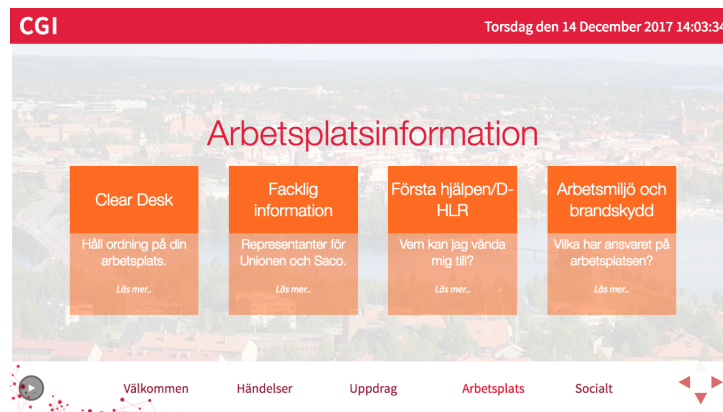 CGI
Torsdag den 14 December 2017 14:03:34
Arbetsplatsinformation
Clear Desk
Håll ordning på din
arbetsplats.
Läs mer..
Facklig
information
Representanter för
Unionen och Saco.
Läs mer..
Första hjälpen/D-
HLR
Vem kan jag vända
mig till?
Läs mer..
Arbetsmiljö och
brandskydd
Vilka har ansvaret på
arbetsplatsen?
Läs mer..
Välkommen
Händelser
Uppdrag
Arbetsplats
Socialt